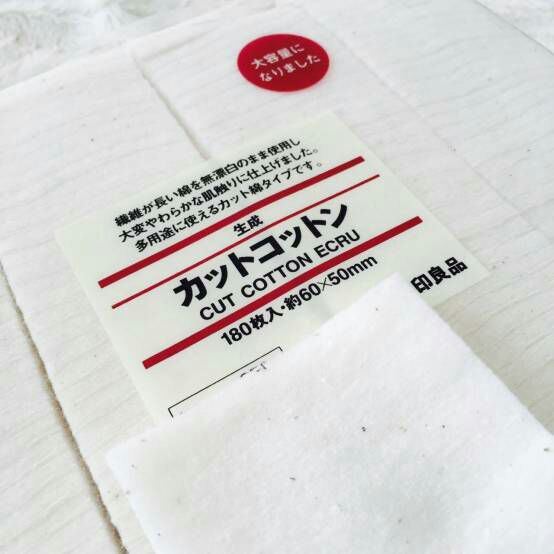 大容量に
なりました
繊維が長い綿を無漂白のまま使用し
大変やわらかな肌触りに仕上げました。
多用途に使えるカット綿タイプです。
生成
カットコットン
CUT COTTON ECRU
180枚入・約60×50mm
印良品